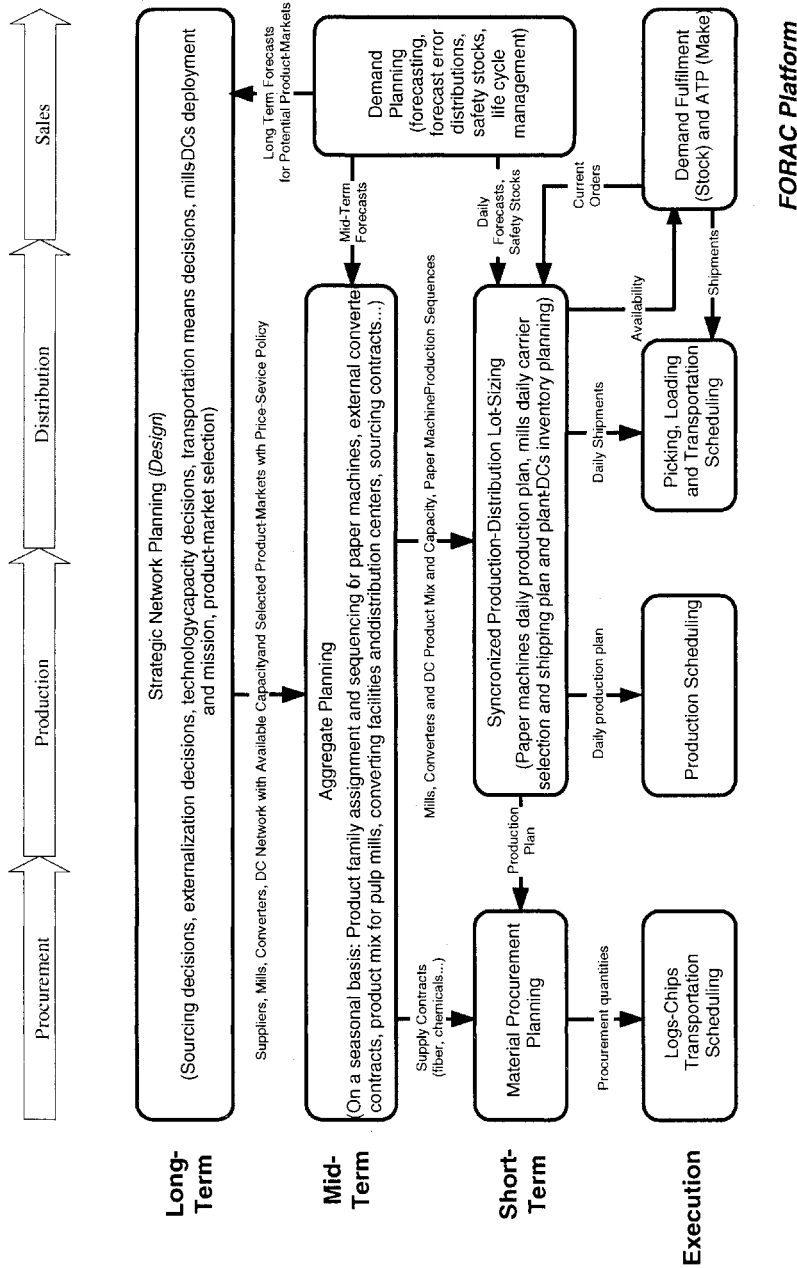 Procurement
Production
Distribution
Sales
Long-
Term
Strategic Network Planning (Design)
(Sourcing decisions, externalization decisions, technologycapacity decisions, transportation means decisions, mills-DCs deployment
and mission, product-market selection)
Suppliers, Mills, Converters, DC Network with Available Capacityand Selected Product-Markets wth Price-Sevice Policy
Long Term Forecasts
for Potential Product-Markets
Mid-
Term
Aggregate Planning
(On a seasonal basis: Product family assignment and sequencing for paper machines, external converte
contracts, product mix for pulp mills, converting facilities anddistribution centers, sourcing contracts...)
Mid-Term
Forecasts
Demand
Planning
(forecasting,
forecast error
distributions,
safety stocks,
life cycle
management)
Supply Contracts
(fiber, chemicals...)
Mills, Converters and DC Product Mix and Capacity, Paper MachineProduction Sequences
Daily
Forecasts,
Safety Stocks
Short-
Term
Material Procurement
Planning
Production
Plan
Syncronized Production-Distribution Lot-Sizing
(Paper machines daily production plan, mills daily carrier
selection and shipping plan and plant-DCs inventory planning)
Current
Orders
Procurement quantities
Daily production plan
Daily Shipments
Availability
Execution
Logs-Chips
Transportation
Scheduling
Production Scheduling
Picking, Loading
and Transportation
Scheduling
Shipments
Demand Fulfilment
(Stock) and ATP (Make)
FORAC Platform